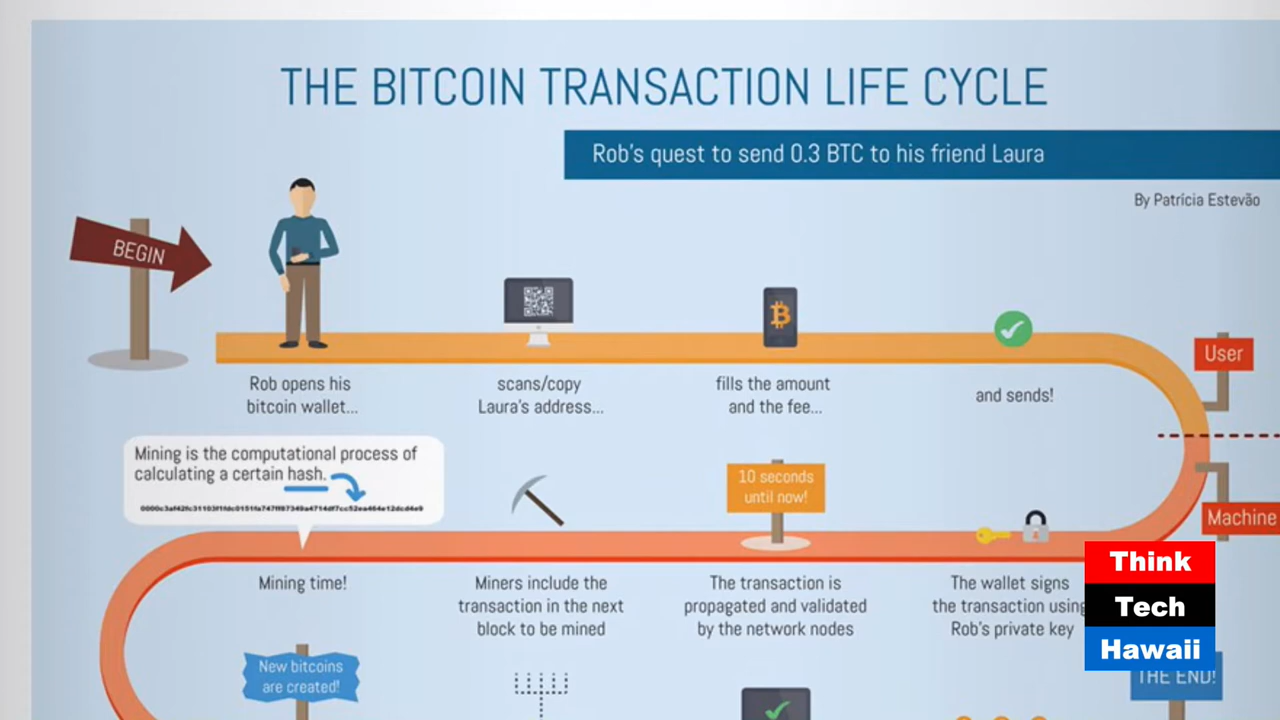 THE BITCOIN TRANSACTION LIFE CYCLE
Rob's quest to send 0.3 BTC to his friend Laura
By Patrícia Estevão
BEGIN
Rob opens his
bitcoin wallet...
scans/copy
Laura's address...
fills the amount
and the fee...
and sends!
User
Machine
The wallet signs
the transaction using
Rob's private key
10 seconds
until now!
The transaction is
propagated and validated
by the network nodes
Miners include the
transaction in the next
block to be mined
Mining is the computational process of
calculating a certain hash.
Mining time!
New bitcoins
are created!
THE END!
Think
Tech
Hawaii